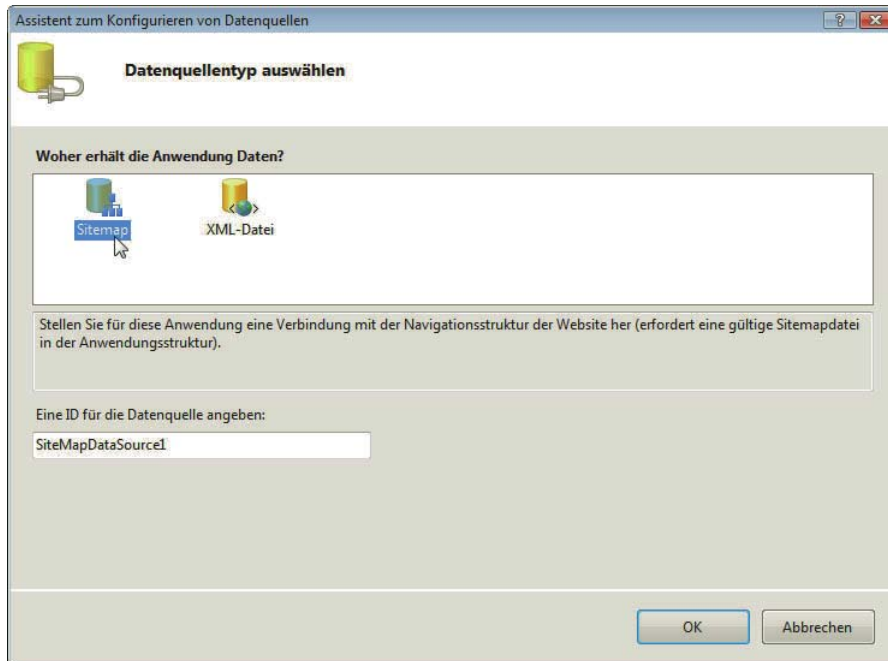 Assistent zum Konfigurieren von Datenquellen
Datenquellentyp auswählen
Woher erhält die Anwendung Daten?
Sitemap XML-Datei
Stellen Sie für diese Anwendung eine Verbindung mit der Navigationsstruktur der Website her (erfordert eine gültige Sitemapdatei
in der Anwendungsstruktur).
Eine ID für die Datenquelle angeben:
SiteMapDataSource1
OK Abbrechen